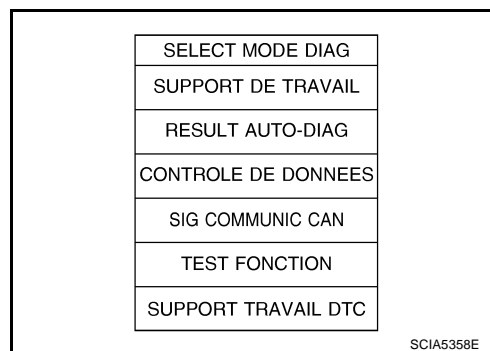 SELECT MODE DIAG
SUPPORT DE TRAVAIL
RESULT AUTO-DIAG
CONTROLE DE DONNEES
SIG COMMUNIC CAN
TEST FONCTION
SUPPORT TRAVAIL DTC
SCIA5358E